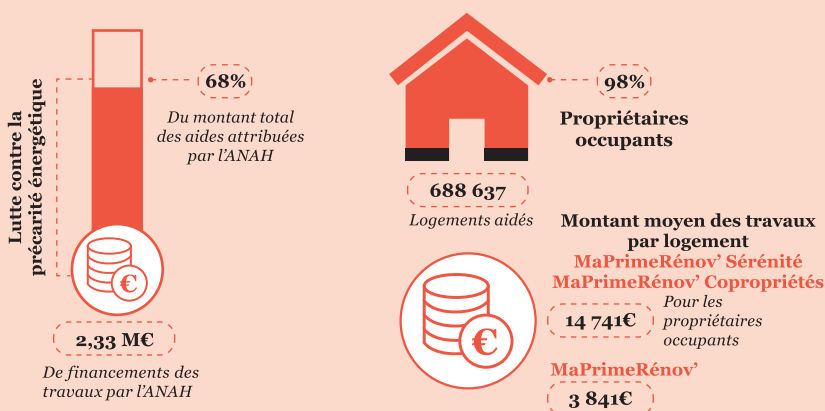 Lutte contre la
précarité énergétique
68%
Du montant total
des aides attribuées
par l'ANAH
€
2,33 M€
De financements des
travaux par l'ANAH
98%
Propriétaires
occupants
688 637
Logements aidés
€
Montant moyen des travaux
par logement
MaPrimeRénov' Sérénité
MaPrimeRénov' Copropriétés
14 741€
Pour les
propriétaires
occupants
MaPrimeRénov'
3 841€